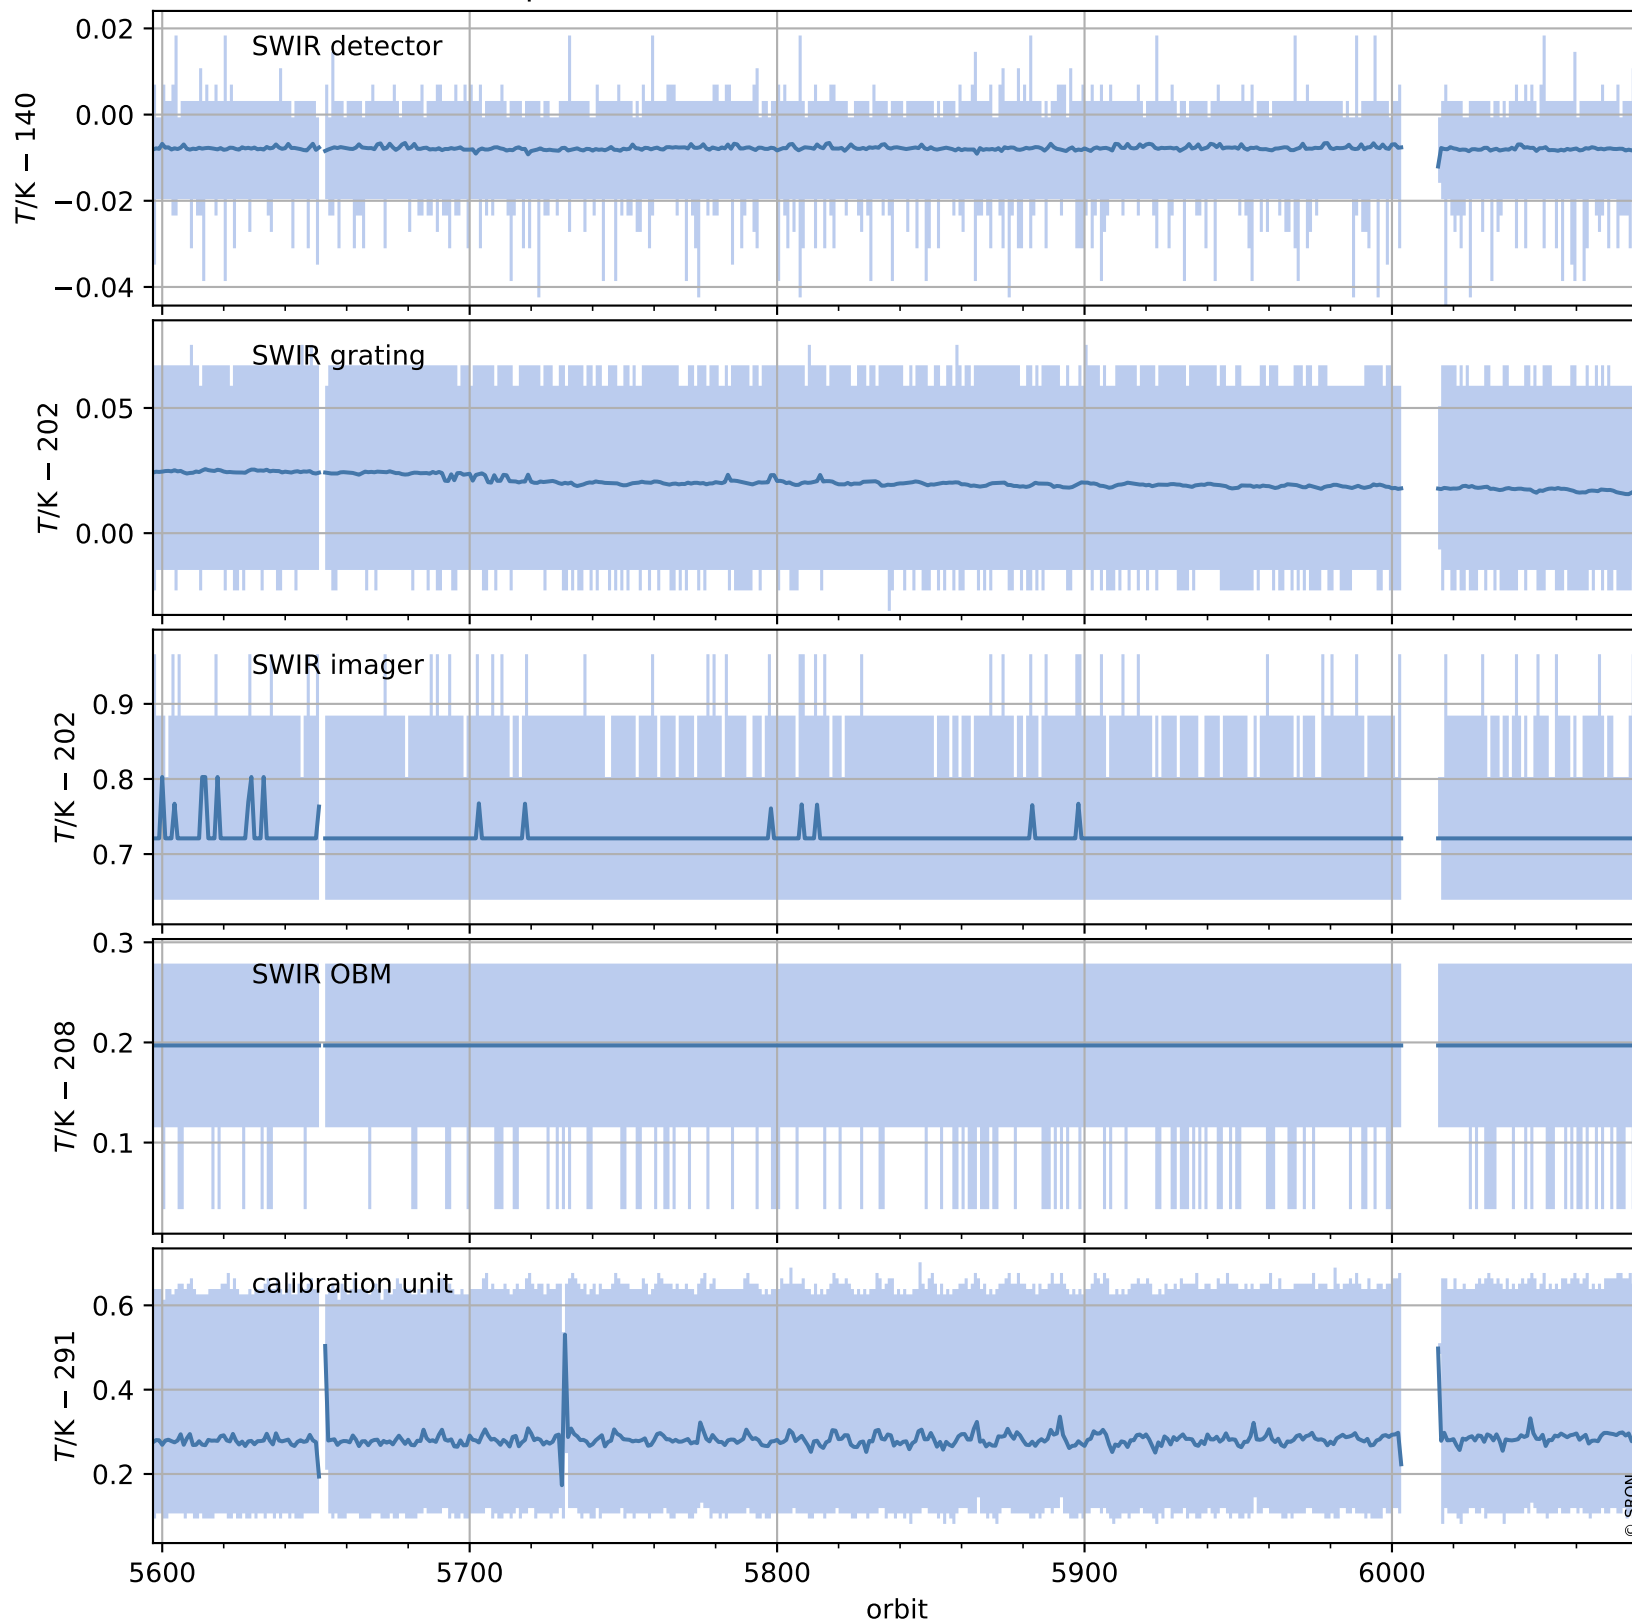 0.02
SWIR detector
0.00
−0.02
−0.04
T/K − 140
SWIR grating
0.05
0.00
T/K − 202
SWIR imager
0.9
0.8
0.7
T/K − 202
0.3
SWIR OBM
0.2
0.1
T/K − 208
calibration unit
0.6
0.4
0.2
T/K − 291
© SRON
5600 5700 5800 5900 6000
orbit